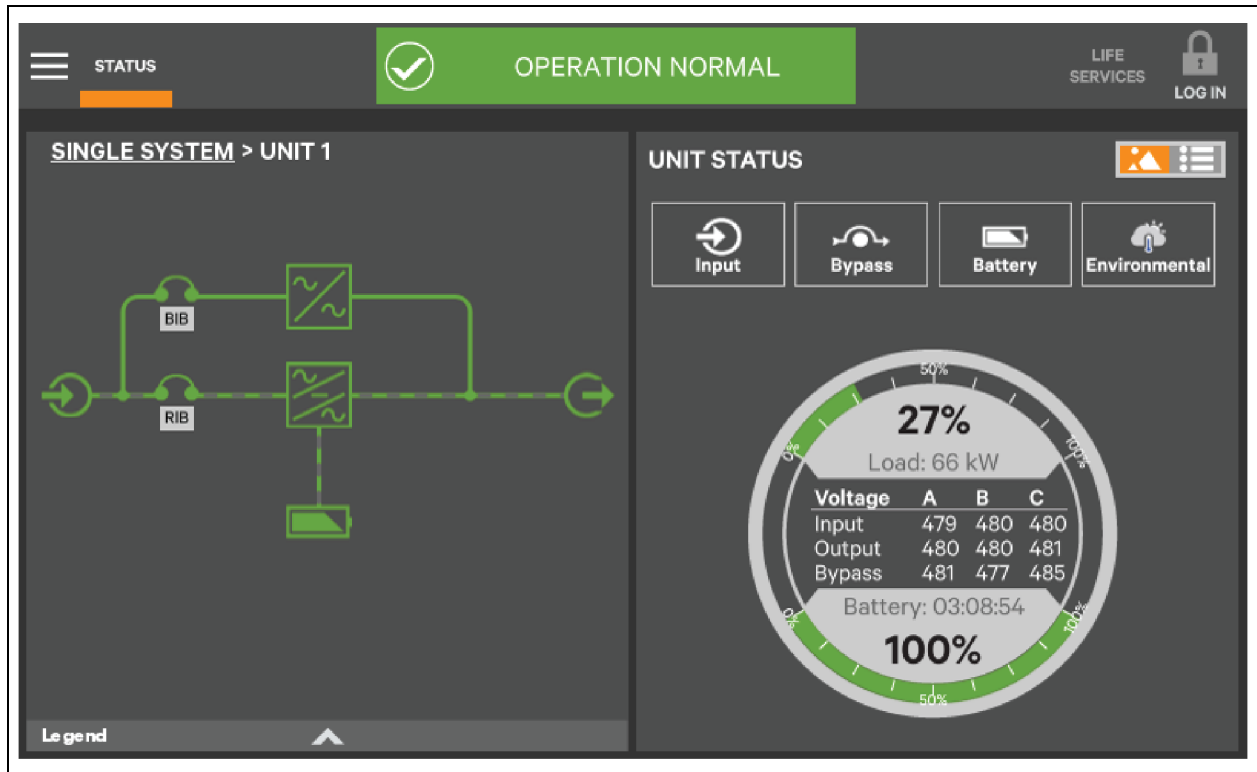 STATUS
OPERATION NORMAL
LIFE
SERVICES
LOG IN
SINGLE SYSTEM > UNIT 1
BIB
RIB
Legend
UNIT STATUS
Input
Bypass
Battery
Environmental
0%
50%
100%
27%
Load: 66 kW
Voltage A B C
Input 479 480 480
Output 480 480 481
Bypass 481 477 485
Battery: 03:08:54
100%
0%
50%
100%